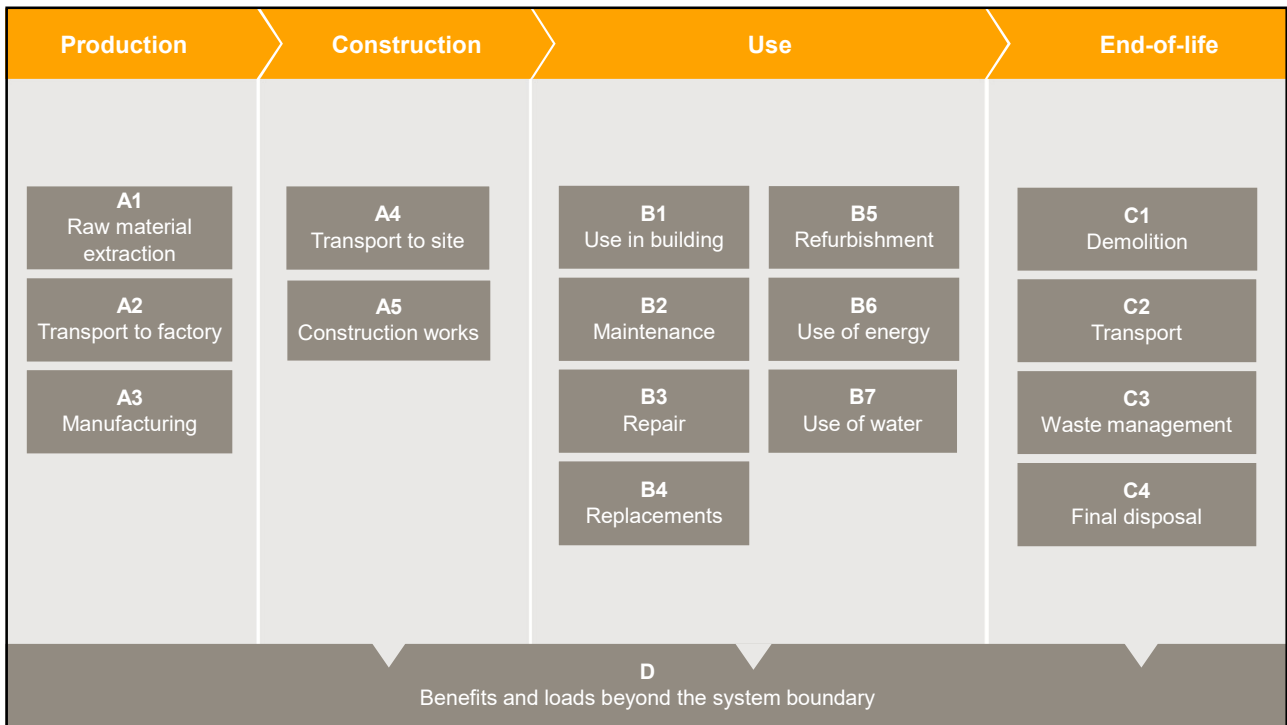 Production
Construction
Use
End-of-life
A1
Raw material
extraction
A2
Transport to factory
A3
Manufacturing
A4
Transport to site
A5
Construction works
B1
Use in building
B2
Maintenance
B3
Repair
B4
Replacements
B5
Refurbishment
B6
Use of energy
B7
Use of water
C1
Demolition
C2
Transport
C3
Waste management
C4
Final disposal
D
Benefits and loads beyond the system boundary